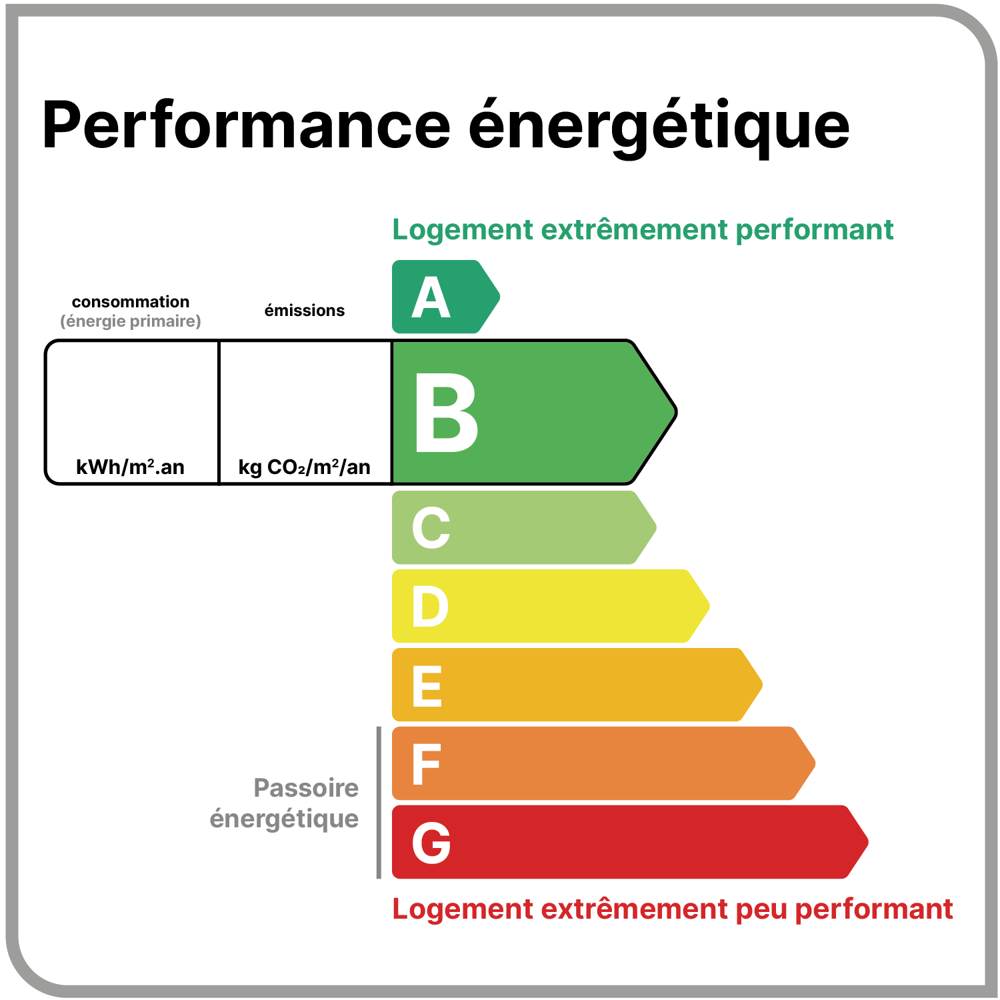 Performance énergétique
Logement extrêmement performant
A
consommation
(énergie primaire)
émissions
B
kWh/m².an
kg CO₂/m²/an
C
D
E
F
Passoire
énergétique
G
Logement extrêmement peu performant